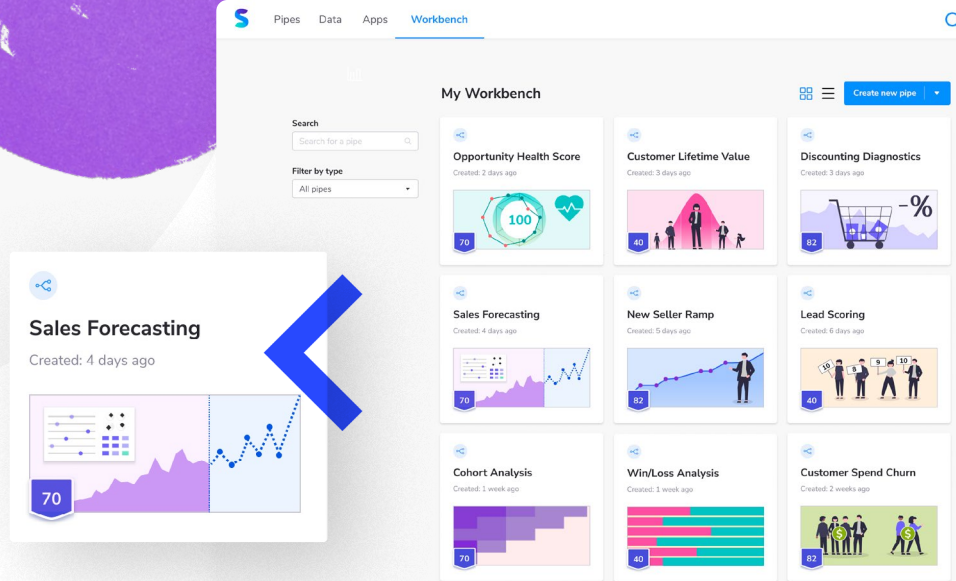 S
Pipes Data Apps Workbench
My Workbench
Create new pipe
Search
Search for a pipe
Filter by type
All pipes
Opportunity Health Score
Created: 2 days ago
100
70
Customer Lifetime Value
Created: 3 days ago
40
Discounting Diagnostics
Created: 3 days ago
-%
82
Sales Forecasting
Created: 4 days ago
70
New Seller Ramp
Created: 5 days ago
82
Lead Scoring
Created: 6 days ago
10 8 9 10
40
Cohort Analysis
Created: 1 week ago
70
Win/Loss Analysis
Created: 1 week ago
40
Customer Spend Churn
Created: 2 weeks ago
$ $
82
Sales Forecasting
Created: 4 days ago
70